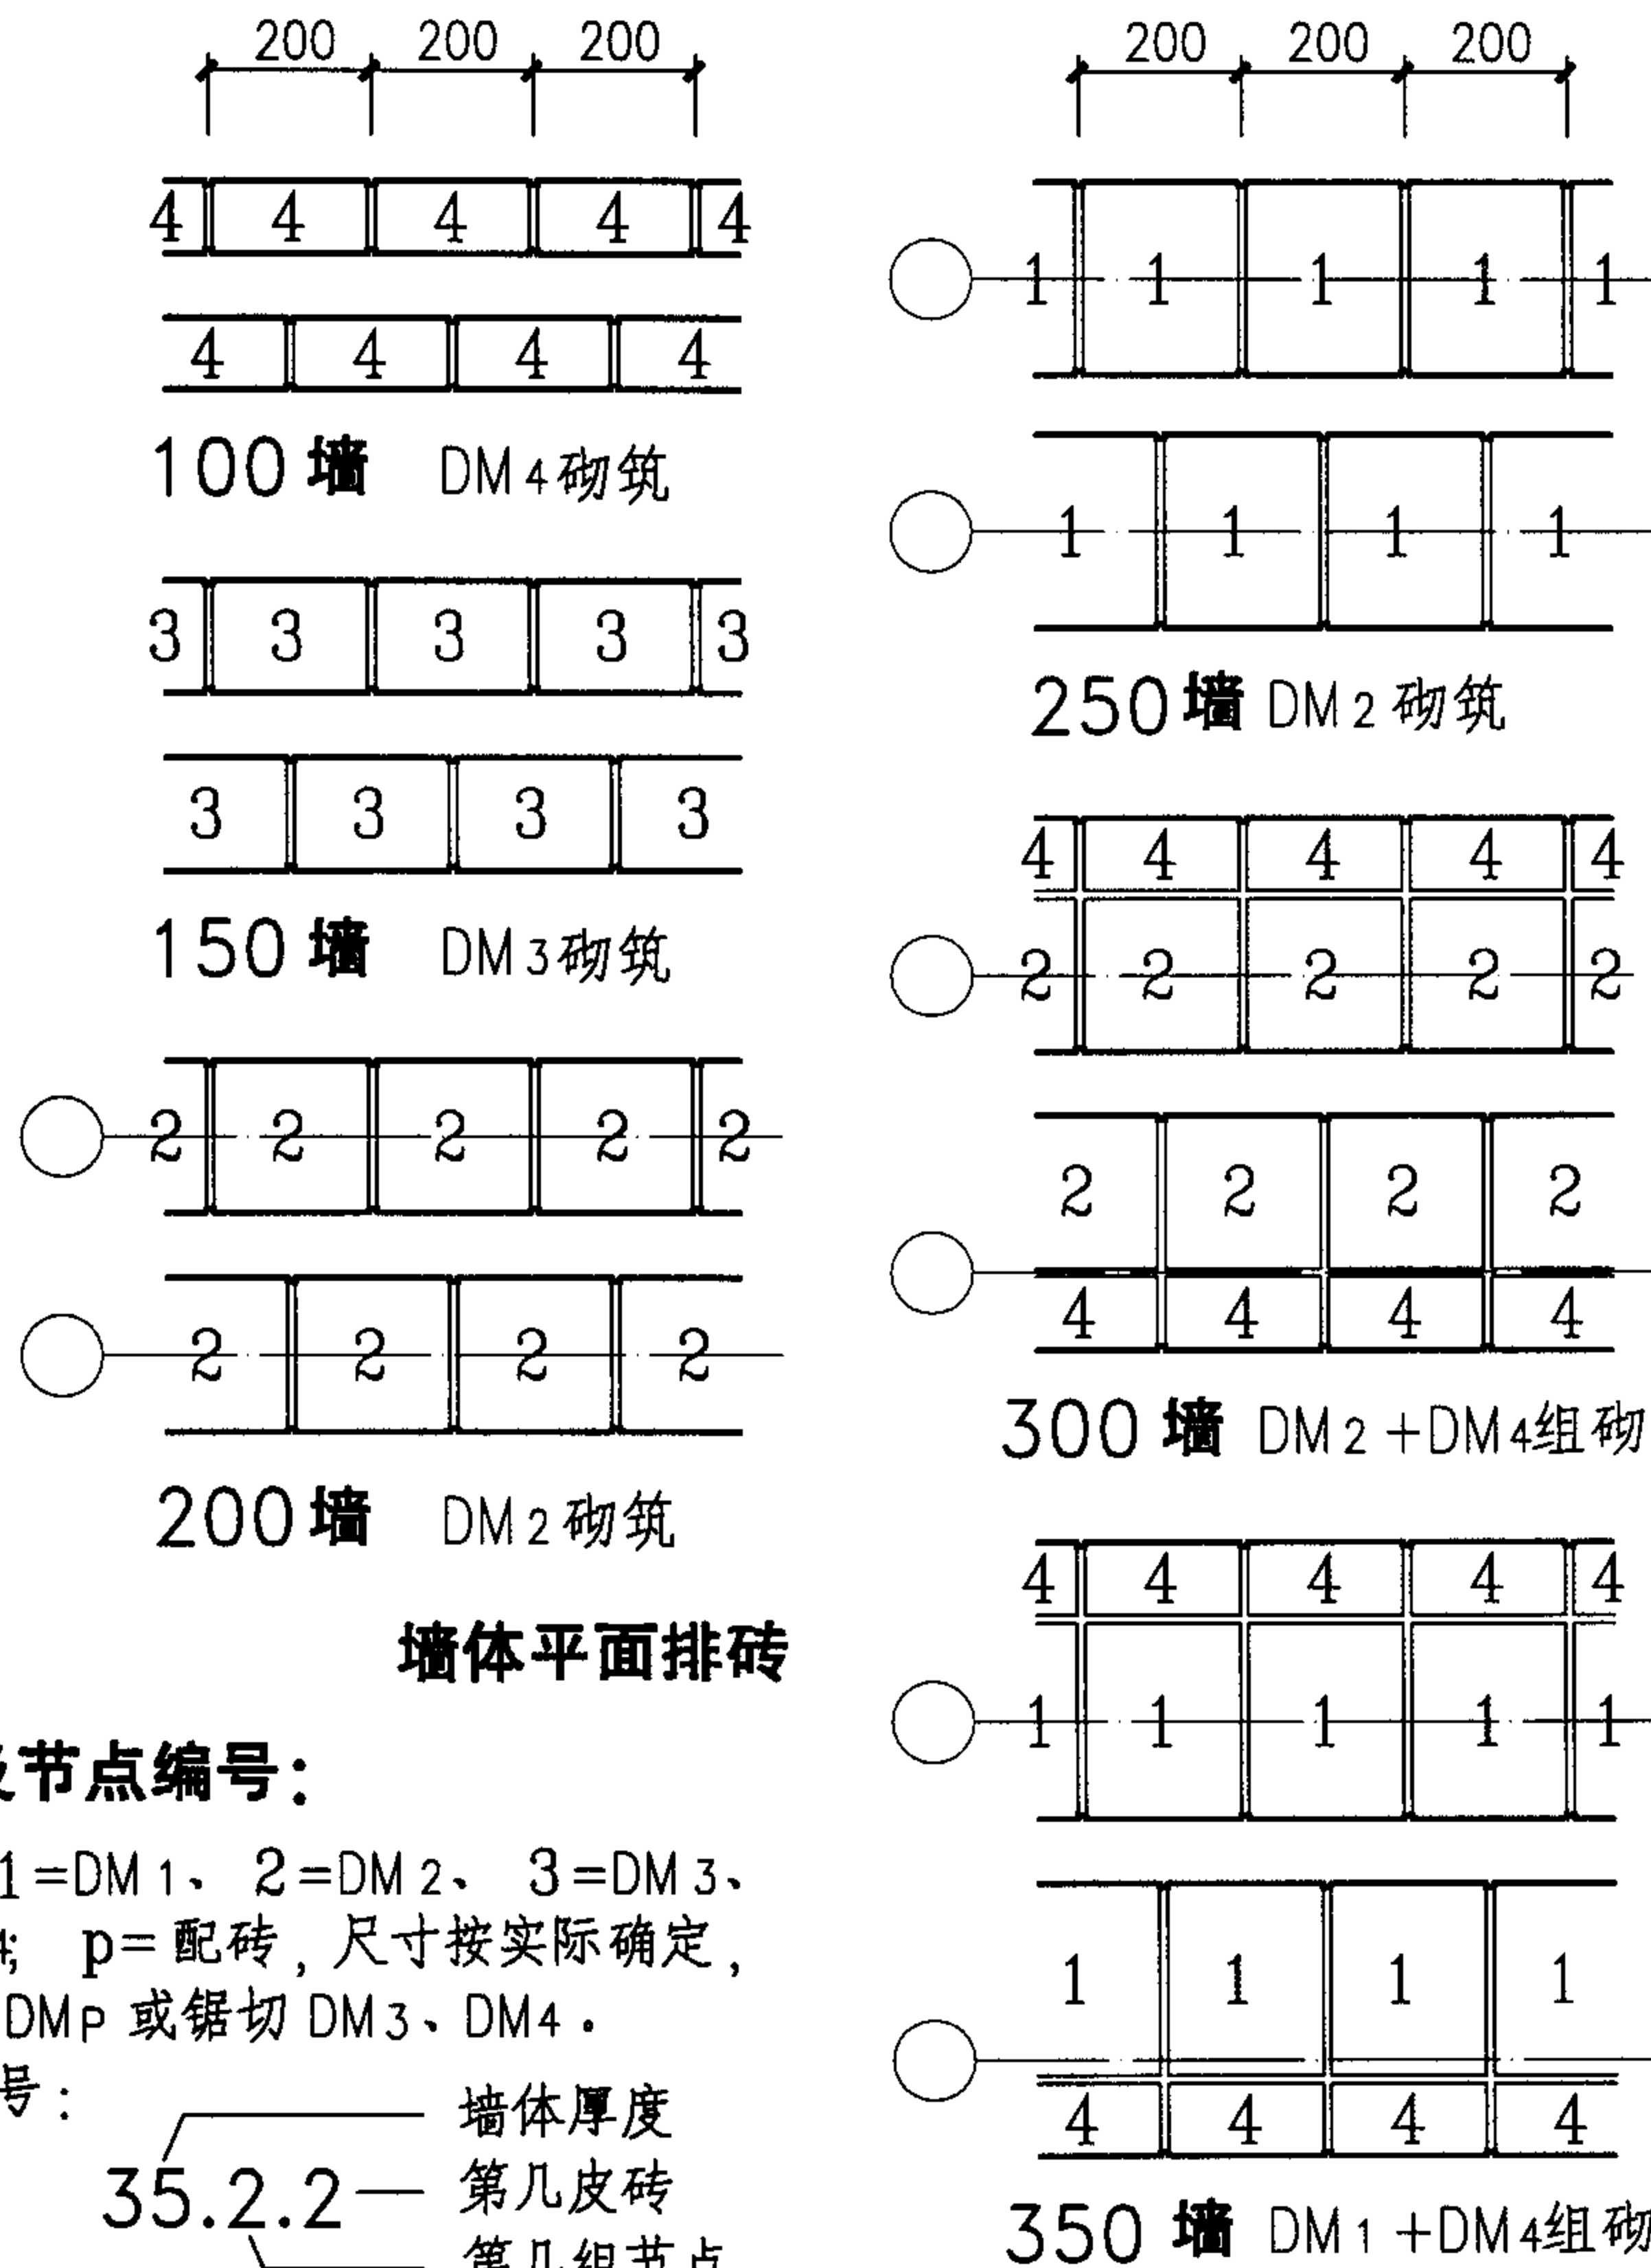 200 200 200
4 4 4 4 4
4 4 4 4
100 墙 DM4砌筑
3 3 3 3 3
3 3 3 3
150 墙 DM3砌筑
2 2 2 2 2
2 2 2 2
200 墙 DM2砌筑
200 200 200
1 1 1 1 1
1 1 1 1
250 墙 DM2砌筑
4 4 4 4 4
2 2 2 2 2
2 2 2 2
4 4 4 4
300 墙 DM2+DM4组砌
4 4 4 4 4
1 1 1 1 1
1 1 1 1
4 4 4 4
350 墙 DM1+DM4组砌
墙体平面排砖
节点编号：
1=DM1、 2=DM2、 3=DM3、
; p=配砖，尺寸按实际确定，
DMP 或锯切 DM3、DM4.
号：
墙体厚度
35.2.2 第几皮砖
第几组节点